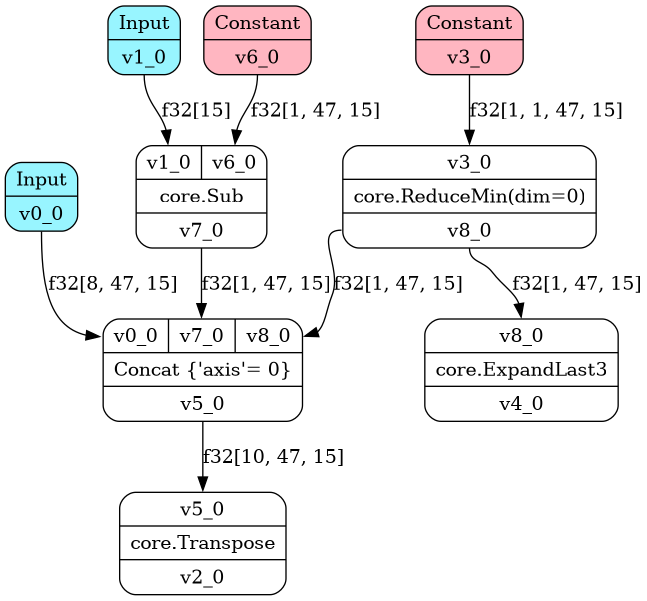 Input
v1_0
Constant
v6_0
Constant
v3_0
f32[15]
f32[1, 47, 15]
f32[1, 1, 47, 15]
v1_0 v6_0
core.Sub
v7_0
v3_0
core.ReduceMin(dim=0)
v8_0
Input
v0_0
f32[8, 47, 15]
f32[1, 47, 15]
f32[1, 47, 15]
f32[1, 47, 15]
v0_0 v7_0 v8_0
Concat {'axis'= 0}
v5_0
v8_0
core.ExpandLast3
v4_0
f32[10, 47, 15]
v5_0
core.Transpose
v2_0